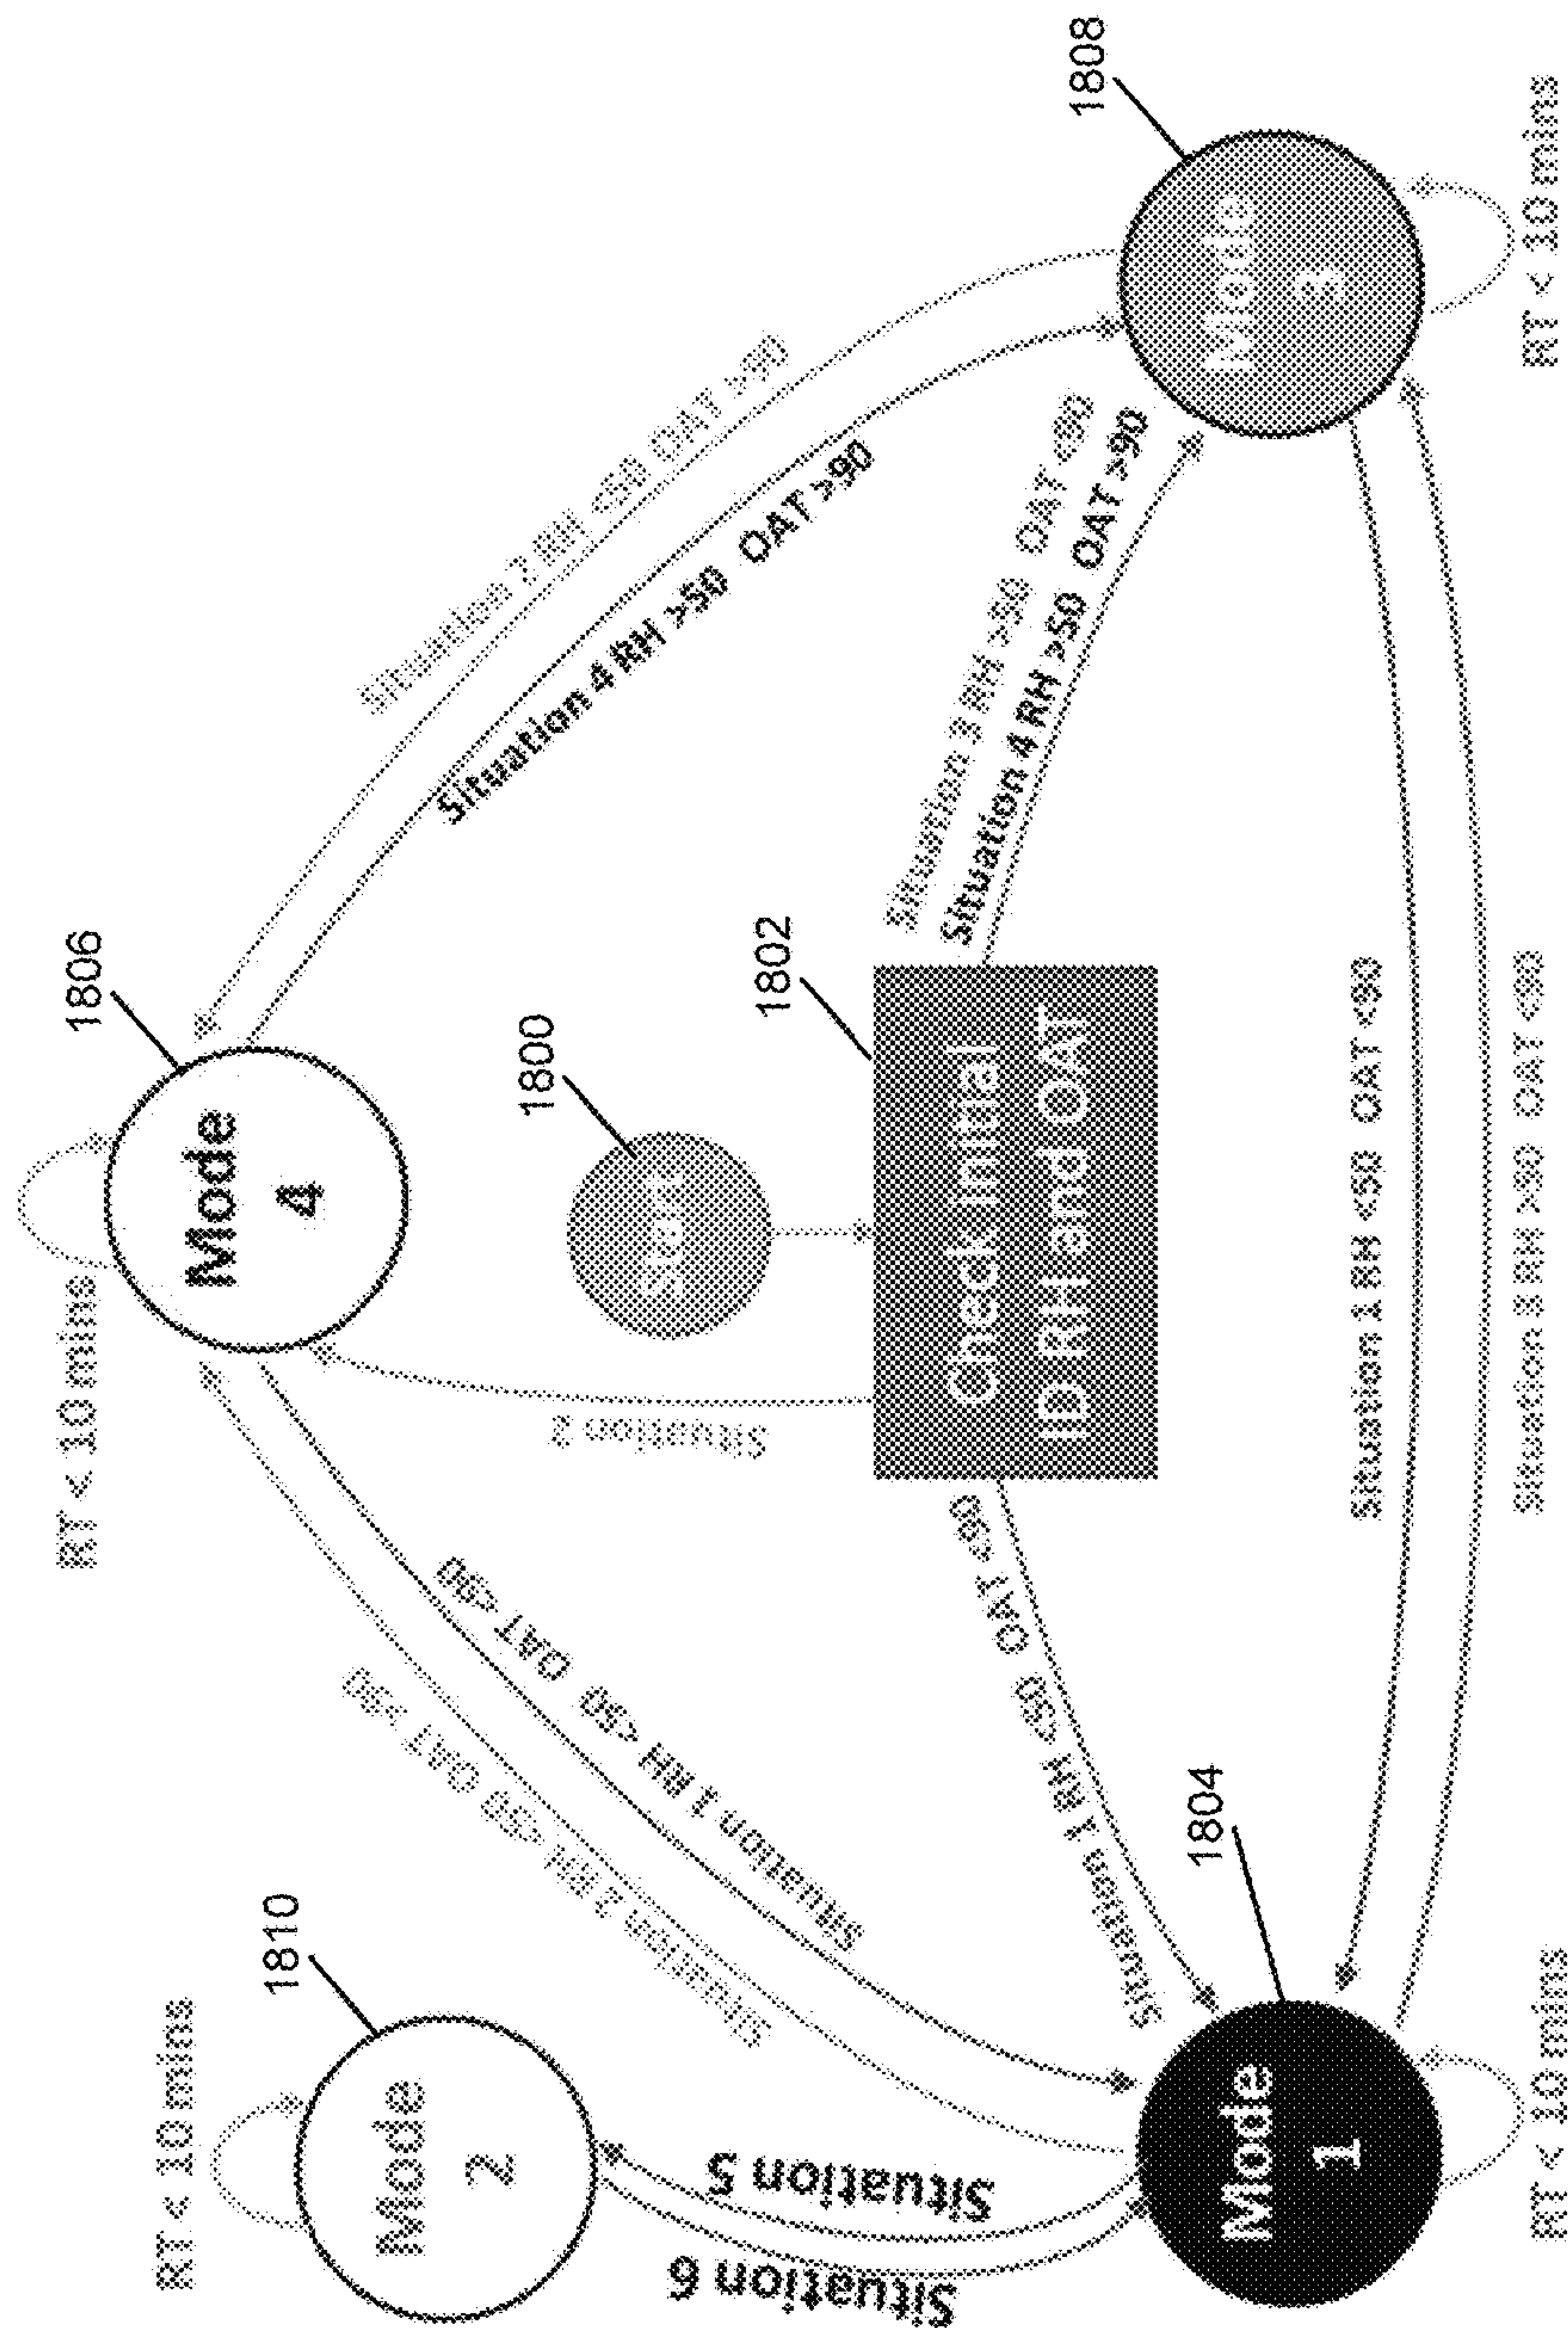 RT < 10 mins
1810
Mode
2
Situation 5
Situation 6
RT < 10 mins
1806
Mode
4
Situation 2 RH <50 OAT >90
Situation 1 RH <50 OAT <90
Situation 2 RH <50 OAT >90
Situation 4 RH >50 OAT >90
1800
Start
Situation 2
1802
Check Initial
ID RH and OAT
Situation 1 RH <50 OAT <90
Situation 3 RH >50 OAT <90
Situation 4 RH >50 OAT >90
1804
Mode
1
RT < 10 mins
1808
Mode
3
RT < 10 mins
Situation 1 RH <50 OAT <90
Situation 3 RH >50 OAT <90